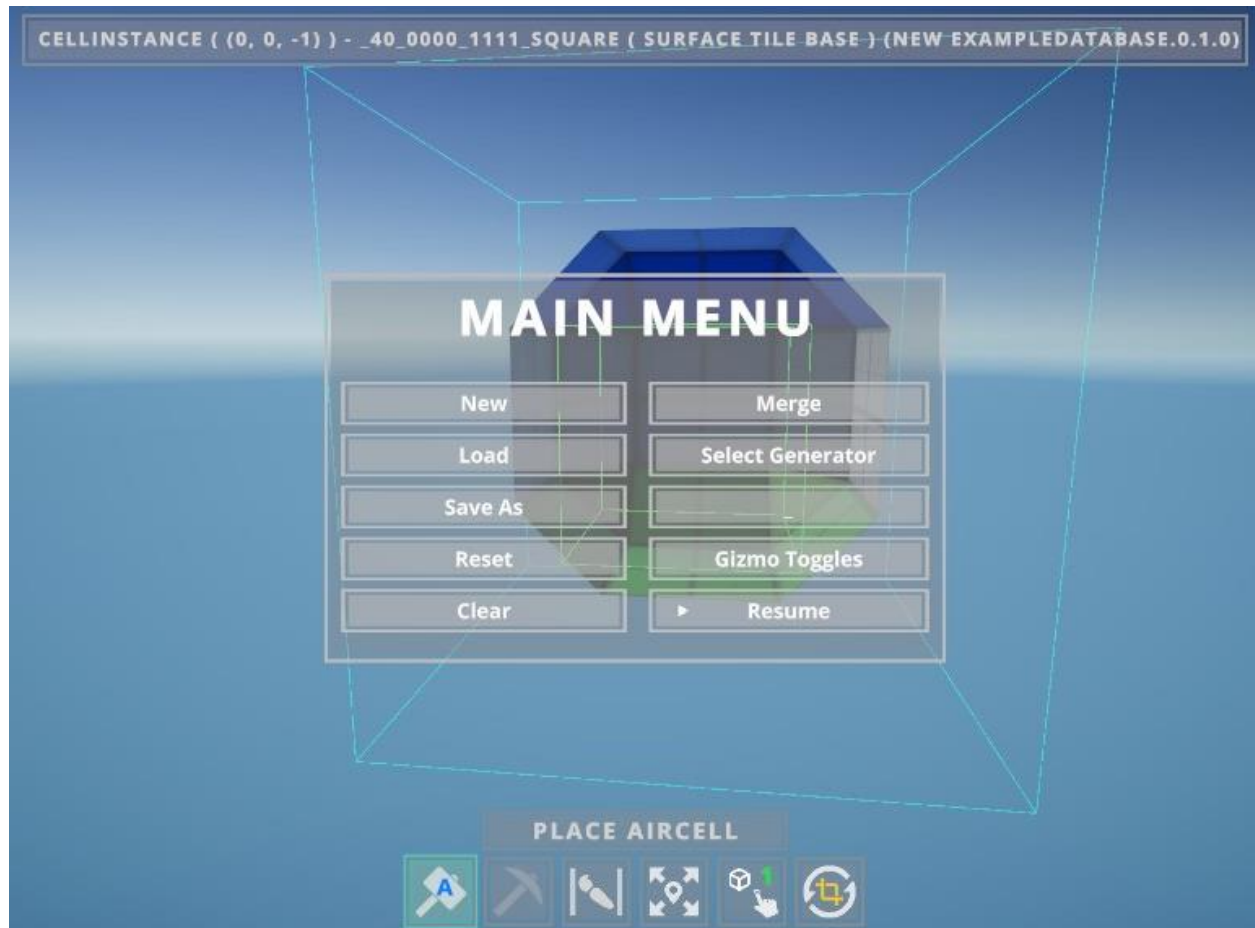 CELLINSTANCE ( (0, 0, -1) ) - _40_0000_1111_SQUARE ( SURFACE TILE BASE ) (NEW EXAMPLEDATABASE.0.1.0)
MAIN MENU
New
Merge
Load
Select Generator
Save As
_
Reset
Gizmo Toggles
Clear
Resume
PLACE AIRCELL
A
1